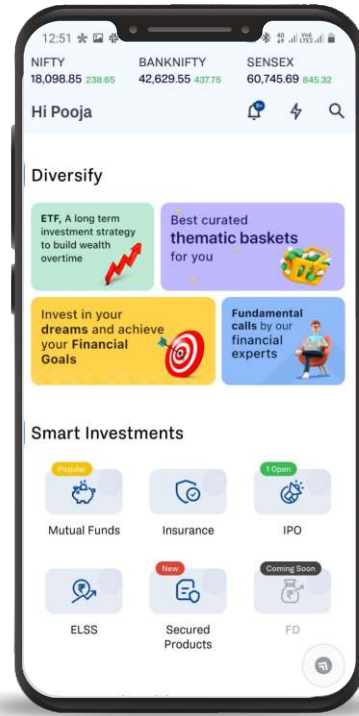 12:51
NIFTY BANKNIFTY SENSEX
18,098.85 238.65 42,629.55 437.75 60,745.69 845.32
Hi Pooja
Diversify
ETF, A long term
investment strategy
to build wealth
overtime
Best curated
thematic baskets
for you
Invest in your
dreams and achieve
your Financial
Goals
Fundamental
calls by our
financial
experts
Smart Investments
Popular
Mutual Funds
Insurance
1 Open
IPO
ELSS
New
Secured
Products
Coming Soon
FD